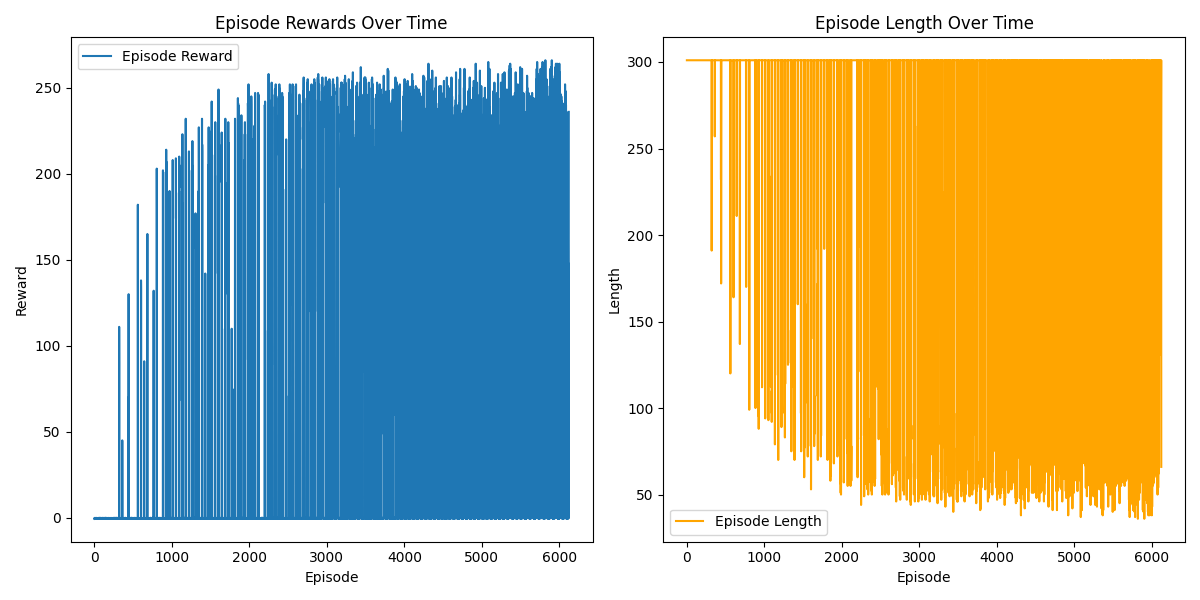 Episode Rewards Over Time
Episode Reward
250
200
150
100
50
0
Reward
0 1000 2000 3000 4000 5000 6000
Episode
Episode Length Over Time
300
250
200
150
100
50
Length
Episode Length
0 1000 2000 3000 4000 5000 6000
Episode